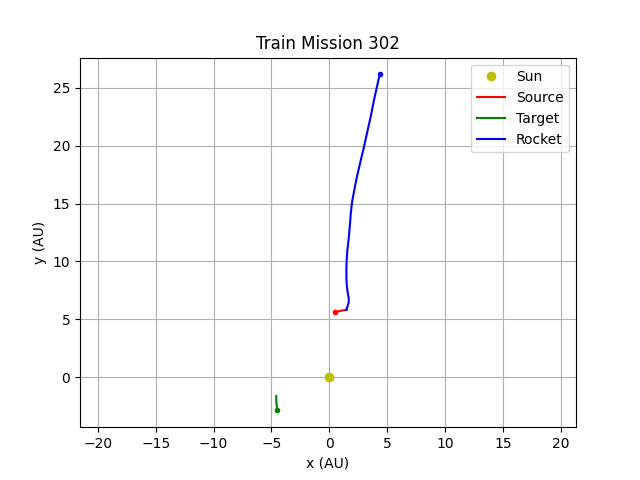 Train Mission 302
Sun
Source
Target
Rocket
25
20
15
10
5
0
y (AU)
−20 −15 −10 −5 0 5 10 15 20
x (AU)